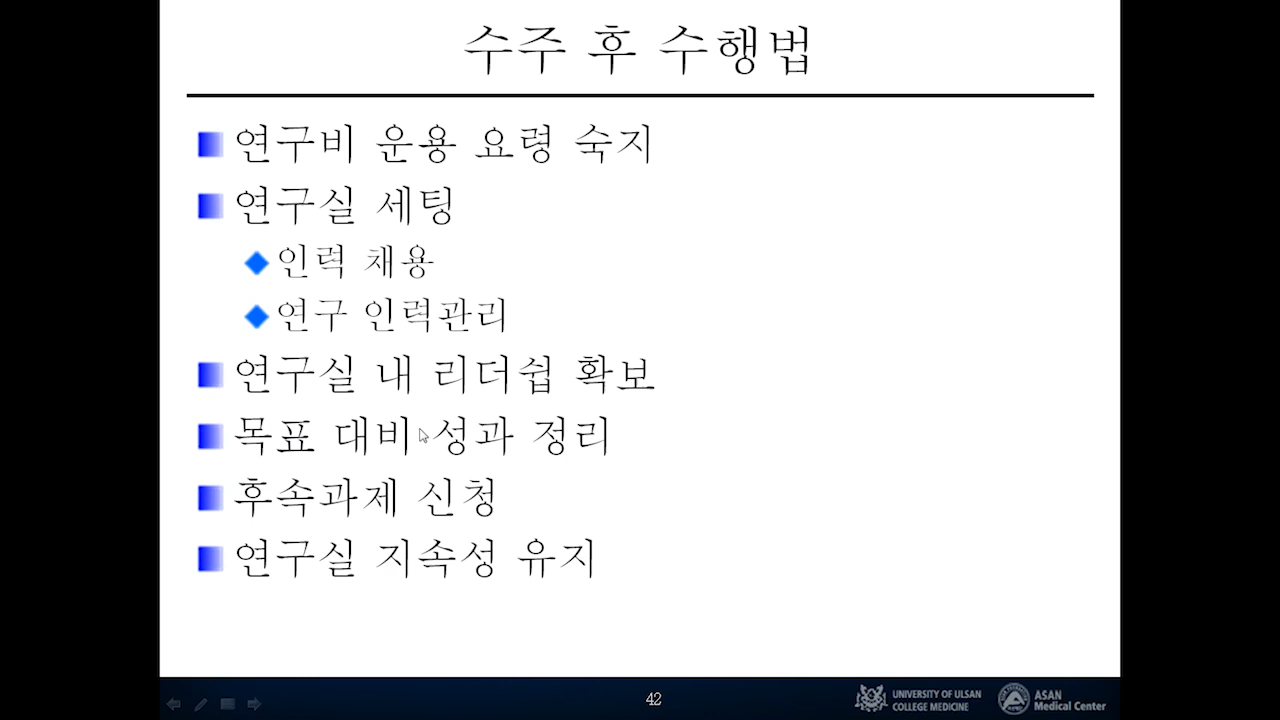 수주 후 수행법
연구비 운용 요령 숙지
연구실 세팅
인력 채용
연구 인력관리
연구실 내 리더쉽 확보
목표 대비 성과 정리
후속과제 신청
연구실 지속성 유지
42
UNIVERSITY OF ULSAN
COLLEGE MEDICINE
ASAN
Medical Center